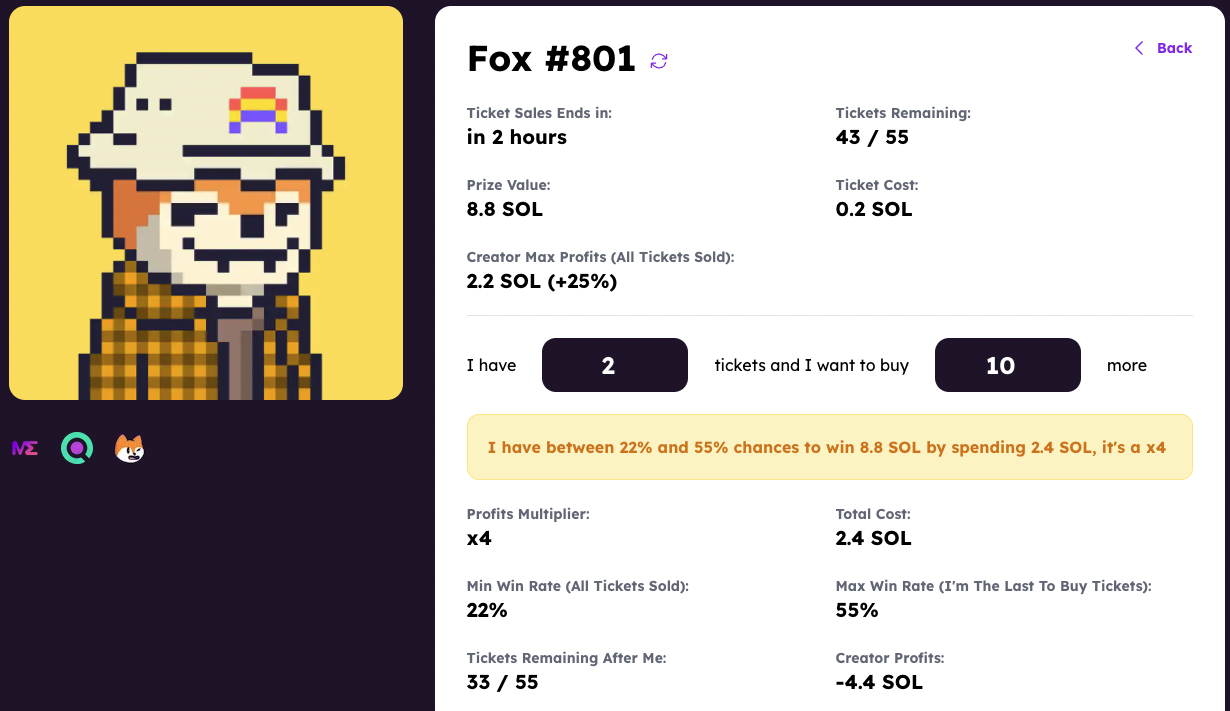 Fox #801
Back
Ticket Sales Ends in:
in 2 hours
Tickets Remaining:
43 / 55
Prize Value:
8.8 SOL
Ticket Cost:
0.2 SOL
Creator Max Profits (All Tickets Sold):
2.2 SOL (+25%)
I have 2 tickets and I want to buy 10 more
I have between 22% and 55% chances to win 8.8 SOL by spending 2.4 SOL, it's a x4
Profits Multiplier:
x4
Total Cost:
2.4 SOL
Min Win Rate (All Tickets Sold):
22%
Max Win Rate (I'm The Last To Buy Tickets):
55%
Tickets Remaining After Me:
33 / 55
Creator Profits:
-4.4 SOL